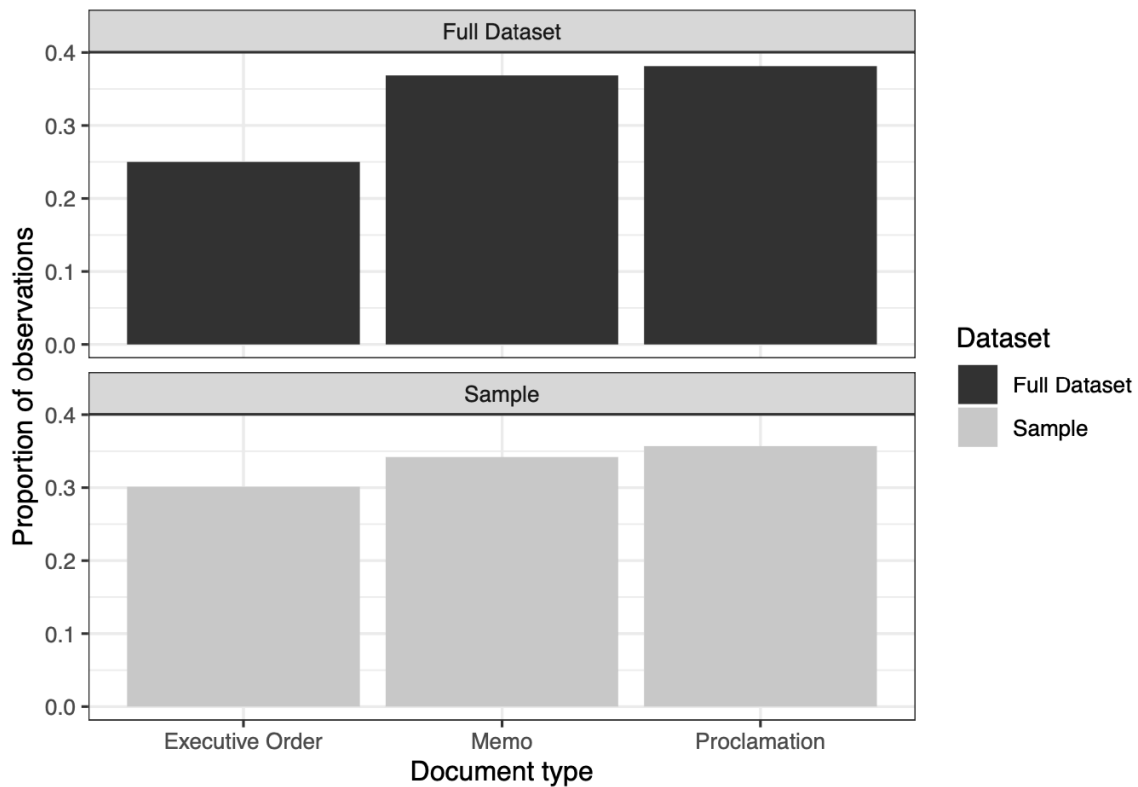 Full Dataset
0.4
0.3
0.2
0.1
0.0
Sample
0.4
0.3
0.2
0.1
0.0
Proportion of observations
Executive Order Memo Proclamation
Document type
Dataset
Full Dataset
Sample